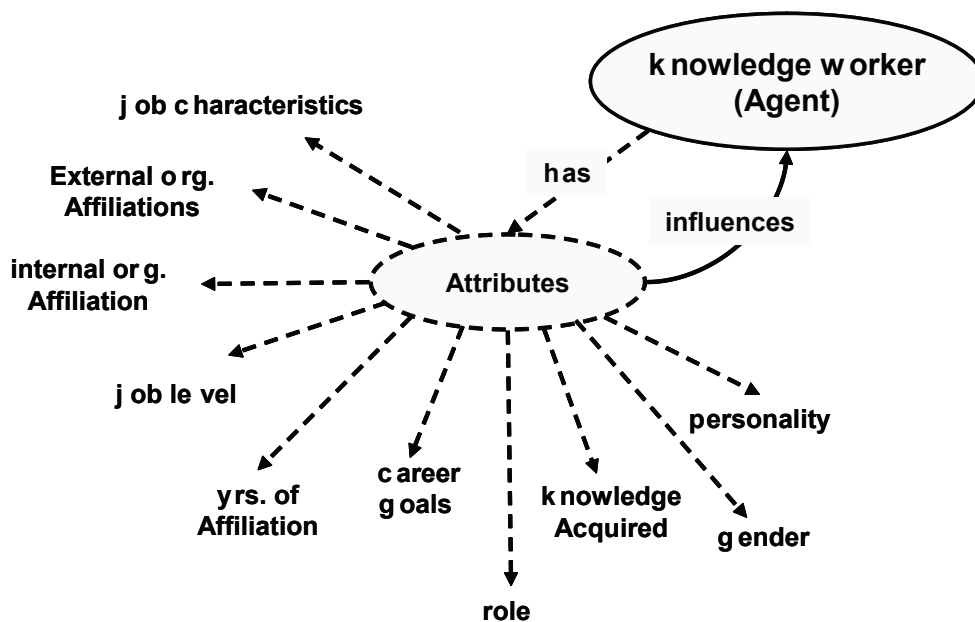 knowledge worker
(Agent)
job characteristics
has
External org.
Affiliations
influences
internal org.
Affiliation
Attributes
job level
personality
career
goals
yrs. of
Affiliation
knowledge
Acquired
gender
role